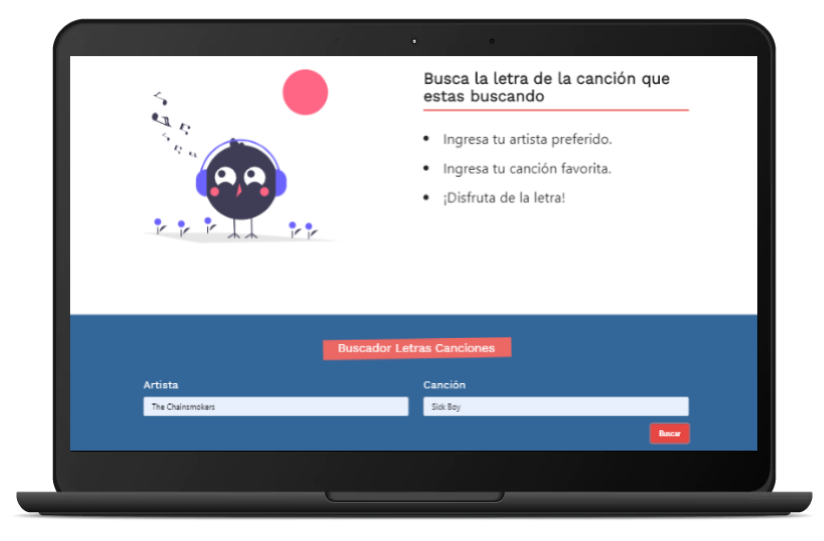 Busca la letra de la canción que
estas buscando
Ingresa tu artista preferido.
Ingresa tu canción favorita.
¡Disfruta de la letra!
Buscador Letras Canciones
Artista
Canción
The Chainsmokers
Sick Boy
Buscar